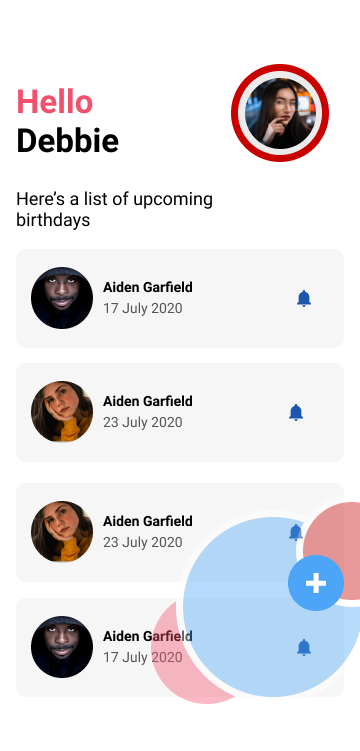 Hello
Debbie
Here's a list of upcoming
birthdays
Aiden Garfield
17 July 2020
Aiden Garfield
23 July 2020
Aiden Garfield
23 July 2020
Aiden Garfield
17 July 2020